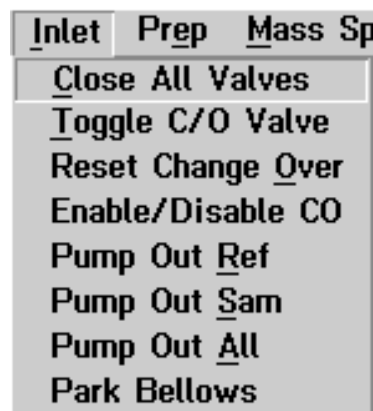 Inlet Prep Mass Sp
Close All Valves
Toggle C/O Valve
Reset Change Over
Enable/Disable CO
Pump Out Ref
Pump Out Sam
Pump Out All
Park Bellows